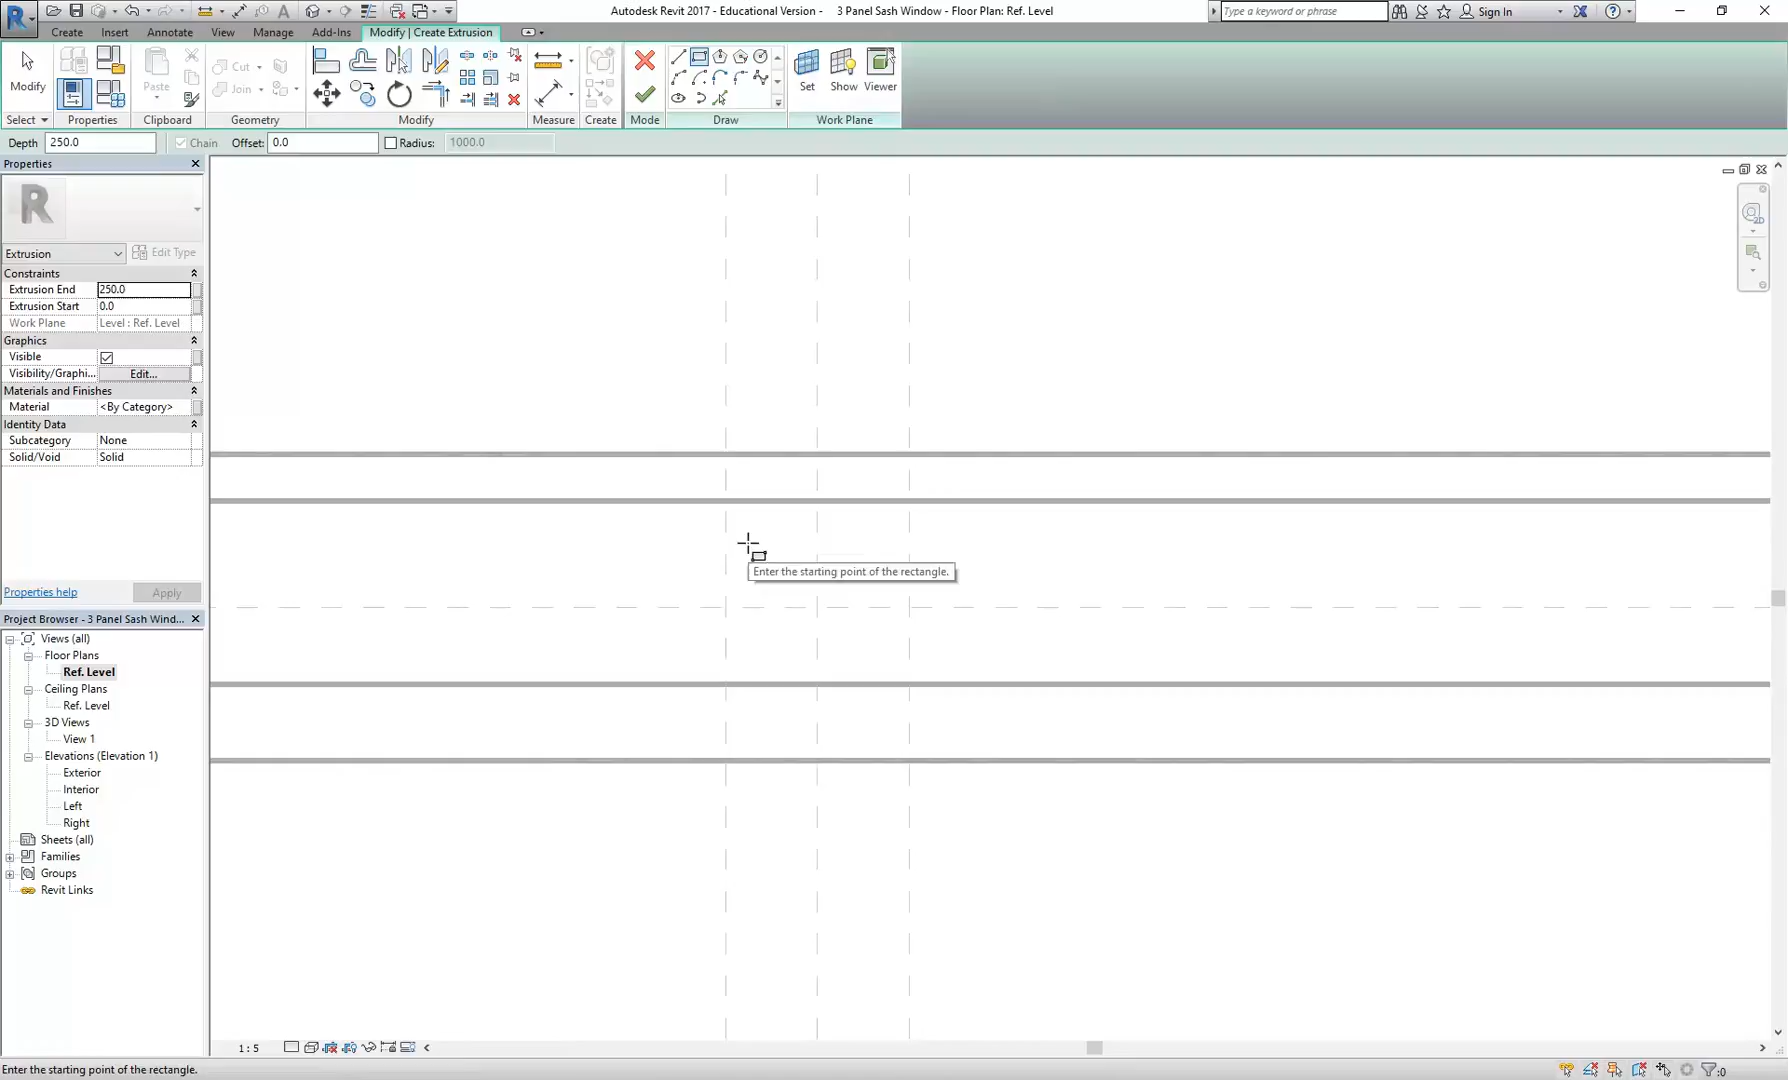 Autodesk Revit 2017 - Educational Version - 3 Panel Sash Window - Floor Plan: Ref. Level
Type a keyword or phrase
Sign In
Create
Insert
Annotate
View
Manage
Add-Ins
Modify | Create Extrusion
Modify
Paste
Cut
Join
Set
Show
Viewer
Select
Properties
Clipboard
Geometry
Modify
Measure
Create
Mode
Draw
Work Plane
Depth 250.0
Chain
Offset: 0.0
Radius: 1000.0
Properties
Extrusion
Edit Type
Constraints
Extrusion End 250.0
Extrusion Start 0.0
Work Plane Level : Ref. Level
Graphics
Visible
Visibility/Graphi... Edit...
Materials and Finishes
Material <By Category>
Identity Data
Subcategory None
Solid/Void Solid
Enter the starting point of the rectangle.
Properties help
Apply
Project Browser - 3 Panel Sash Wind...
Views (all)
Floor Plans
Ref. Level
Ceiling Plans
Ref. Level
3D Views
View 1
Elevations (Elevation 1)
Exterior
Interior
Left
Right
Sheets (all)
Families
Groups
Revit Links
1 : 5
Enter the starting point of the rectangle.
:0